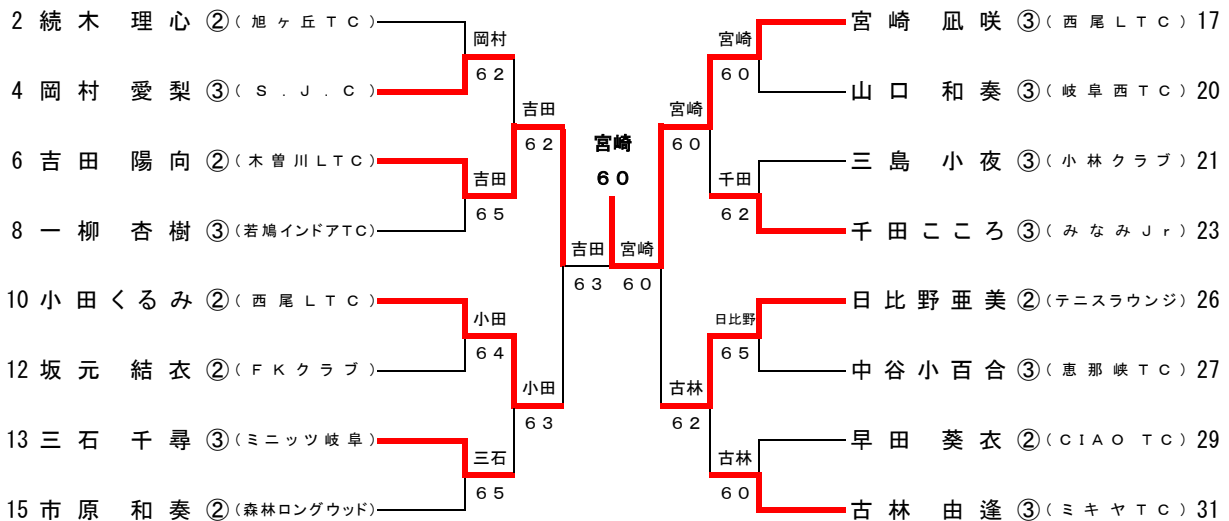 2 続木 理心 ②(旭ヶ丘TC)
岡村
62
4 岡村 愛梨 ③(S.J.C)
吉田
62
6 吉田 陽向 ②(木曽川LTC)
吉田
65
8 一柳 杏樹 ③(若鳩インドアTC)
吉田
63
10 小田くるみ ②(西尾LTC)
小田
64
12 坂元 結衣 ②(FKクラブ)
小田
63
13 三石 千尋 ③(ミニッツ岐阜)
三石
65
15 市原 和奏 ②(森林ロングウッド)
宮崎
60
宮崎 凪咲 ③(西尾LTC) 17
宮崎
60
山口 和奏 ③(岐阜西TC) 20
宮崎
60
三島 小夜 ③(小林クラブ) 21
千田
62
千田こころ ③(みなみJr) 23
宮崎
60
日比野亜美 ②(テニスラウンジ) 26
日比野
65
中谷小百合 ③(恵那峡TC) 27
古林
62
早田 葵衣 ②(CIAO TC) 29
古林
60
古林 由逢 ③(ミキヤTC) 31